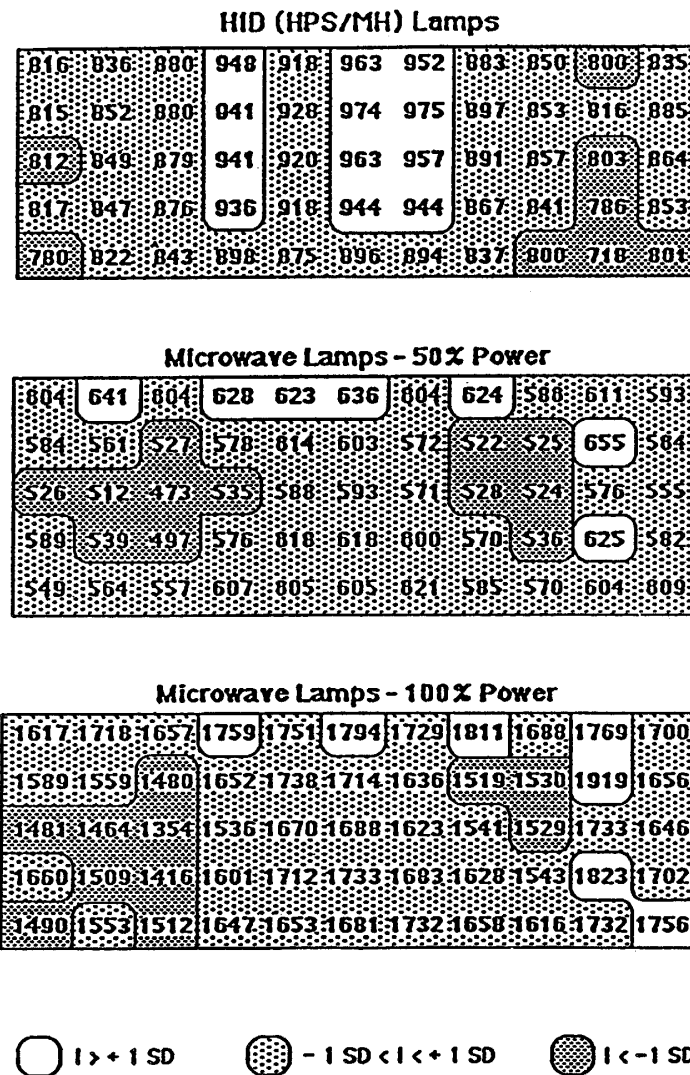 HID (HPS/MH) Lamps
816 836 880 948 918 963 952 883 850 800 835
815 852 880 941 928 974 975 897 853 816 885
812 849 879 941 920 963 957 891 857 803 864
817 847 876 936 918 944 944 867 841 786 853
780 822 843 898 875 896 894 837 800 718 801
Microwave Lamps - 50% Power
604 641 604 628 623 636 604 624 588 611 593
584 561 527 578 614 603 572 522 525 655 584
526 512 473 535 588 593 571 528 524 576 555
589 539 497 576 618 618 600 570 536 625 582
549 564 557 607 605 605 621 585 570 604 609
Microwave Lamps - 100% Power
1617 1718 1657 1759 1751 1794 1729 1811 1688 1769 1700
1589 1559 1480 1652 1738 1714 1636 1519 1530 1919 1656
1481 1464 1354 1536 1670 1688 1623 1541 1529 1733 1646
1660 1509 1416 1601 1712 1733 1683 1628 1543 1823 1702
1490 1553 1512 1647 1653 1681 1732 1658 1616 1732 1756
I > + 1 SD - 1 SD < I < + 1 SD I < -1 SD